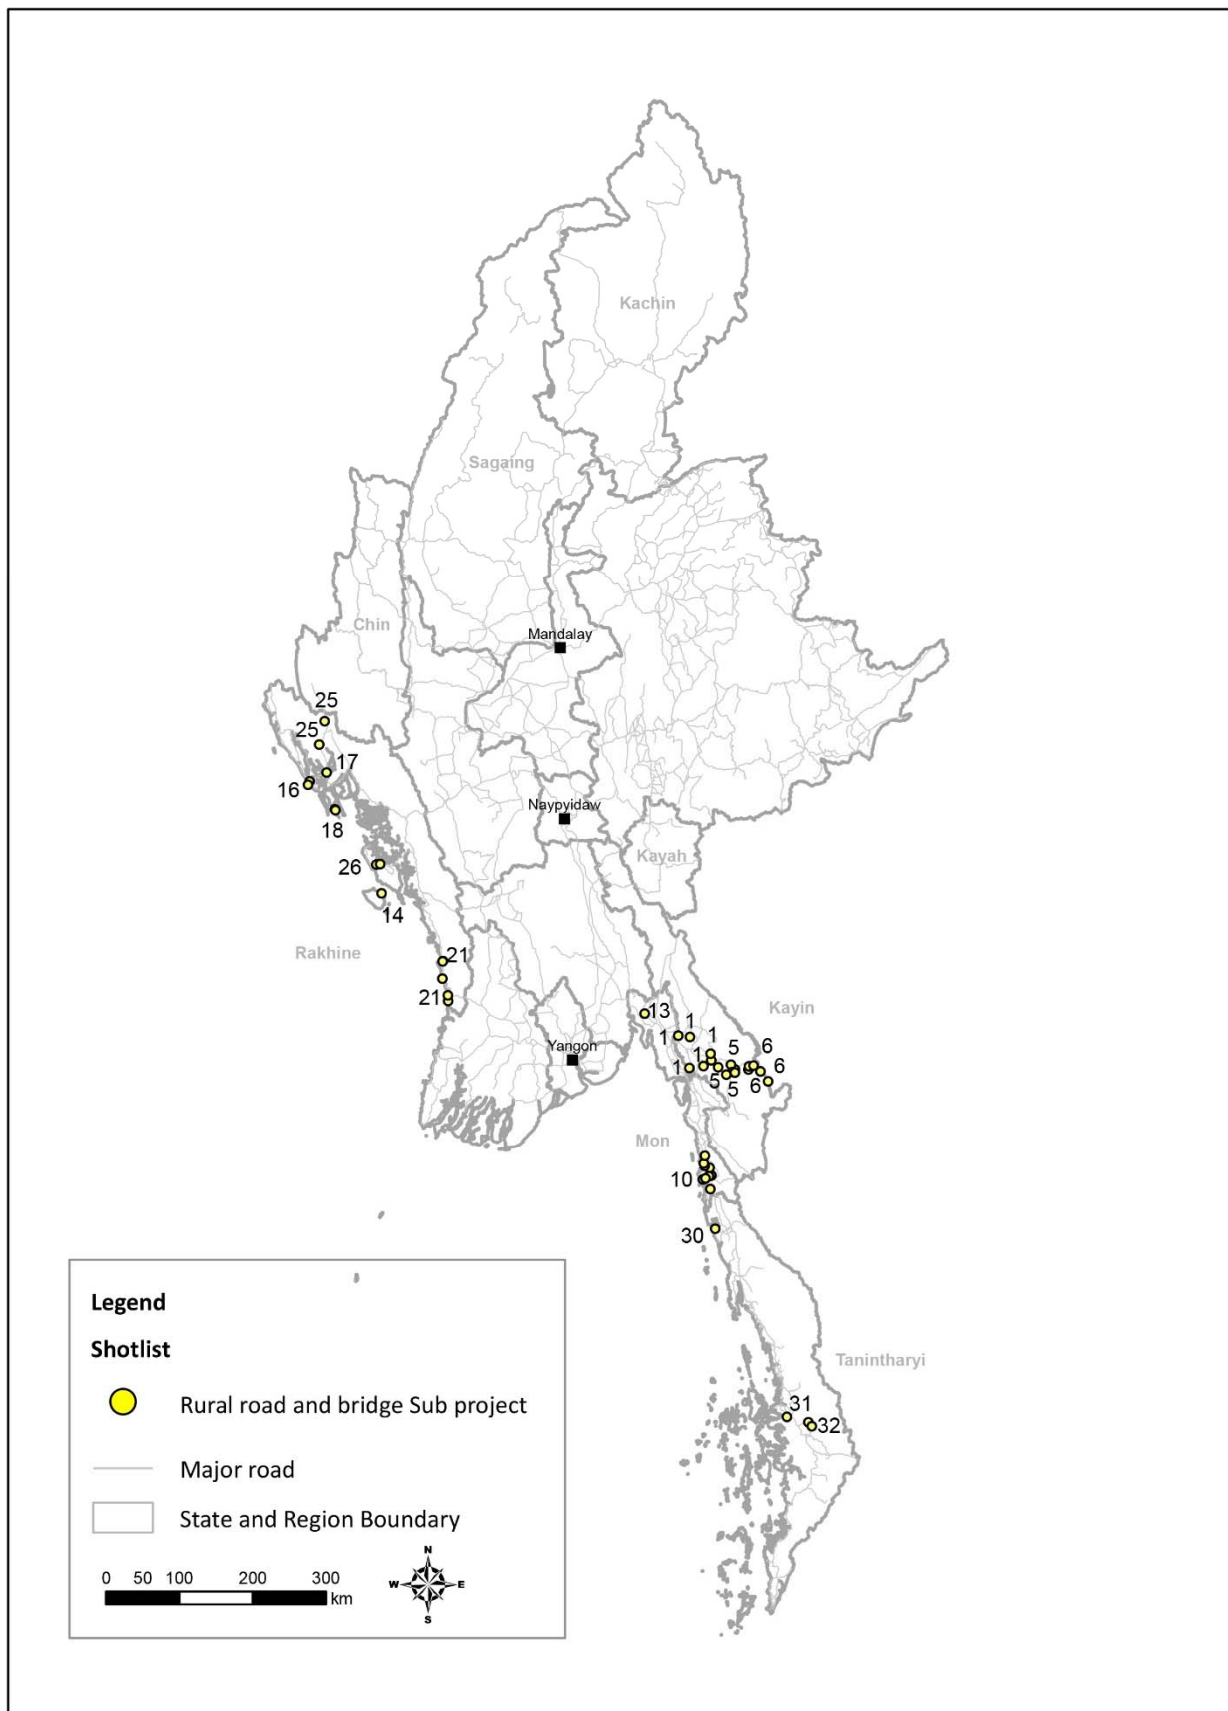 Kachin
Sagaing
Chin
Mandalay
25
25
17
16
18
Naypyidaw
Kayah
26
14
Rakhine
21
21
Kayin
13
1
1
1
Yangon
5
6
1
6
1
5
5
6
Mon
10
30
Tanintharyi
31
32
Legend
Shotlist
Rural road and bridge Sub project
Major road
State and Region Boundary
0 50 100 200 300
km
N
W
E
S